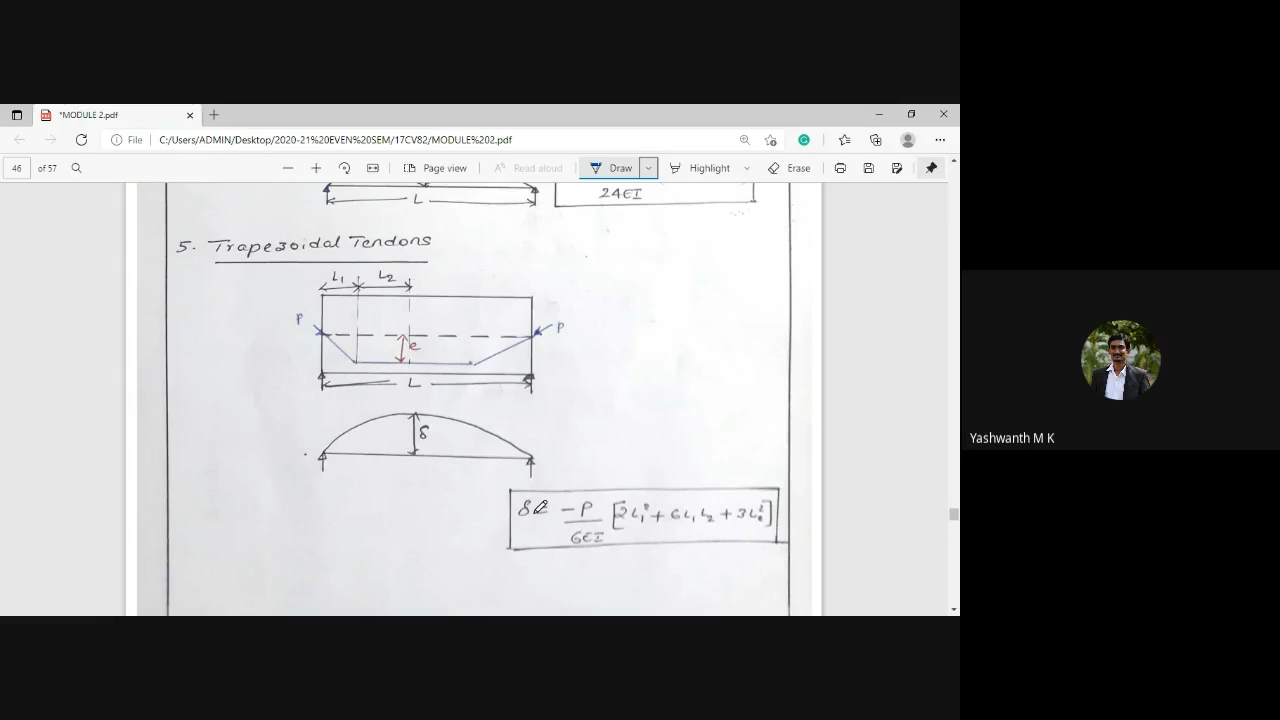 *MODULE 2.pdf
File C:/Users/ADMIN/Desktop/2020-21%20EVEN%20SEM/17CV82/MODULE%202.pdf
46 of 57 Page view Read aloud Draw Highlight Erase
L
24EI
5. Trapezoidal Tendons
L1 L2
P
P
e
L
δ
Yashwanth M K
-P [2L1² + 6L1L2 + 3L2²]
6EI